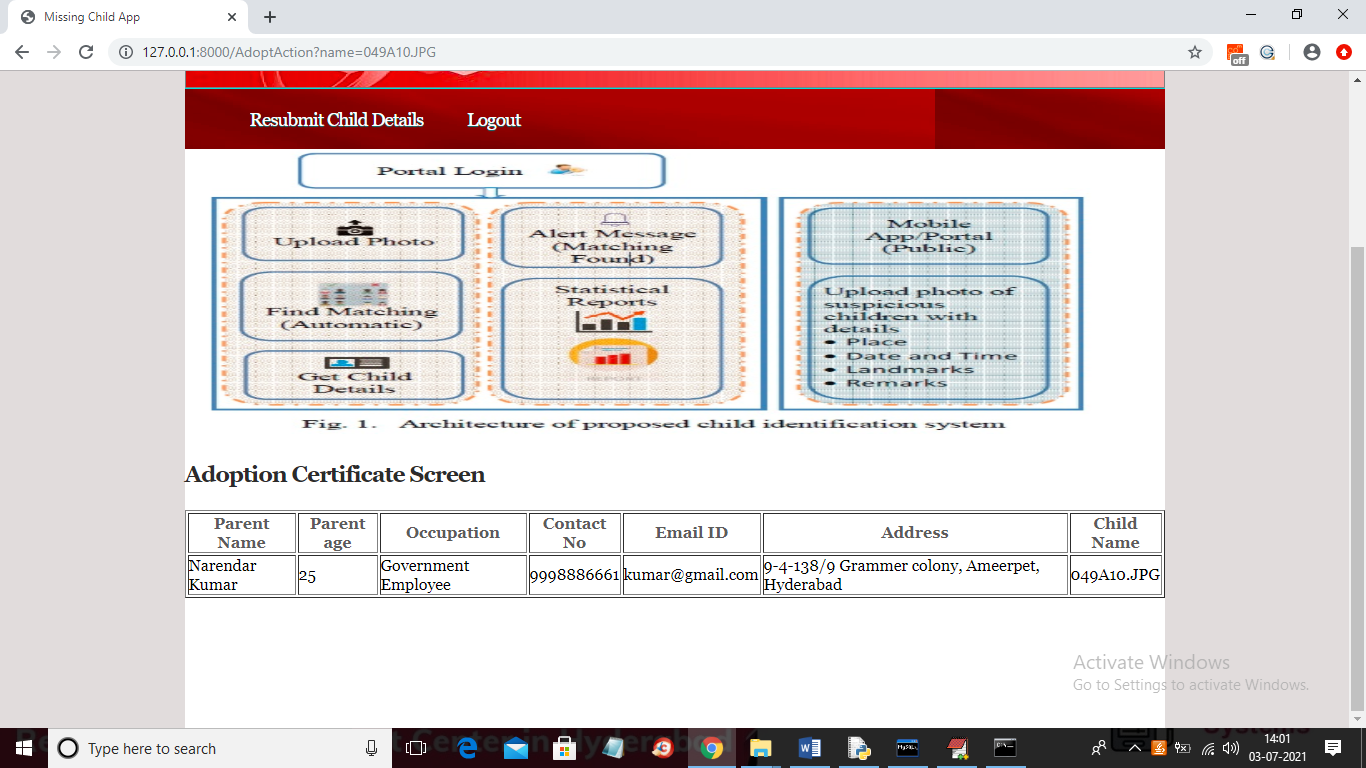 Missing Child App
127.0.0.1:8000/AdoptAction?name=049A10.JPG
off
Resubmit Child Details Logout
Portal Login
Upload Photo
Find Matching
(Automatic)
Get Child
Details
Alert Message
(Matching
Found)
Statistical
Reports
REPORT
Mobile
App/Portal
(Public)
Upload photo of
suspicious
children with
details
• Place
• Date and Time
• Landmarks
• Remarks
Fig. 1. Architecture of proposed child identification system
Adoption Certificate Screen
Parent Name Parent age Occupation Contact No Email ID Address Child Name
Narendar Kumar 25 Government Employee 9998886661 kumar@gmail.com 9-4-138/9 Grammer colony, Ameerpet, Hyderabad 049A10.JPG
Activate Windows
Go to Settings to activate Windows.
Type here to search
14:01
03-07-2021